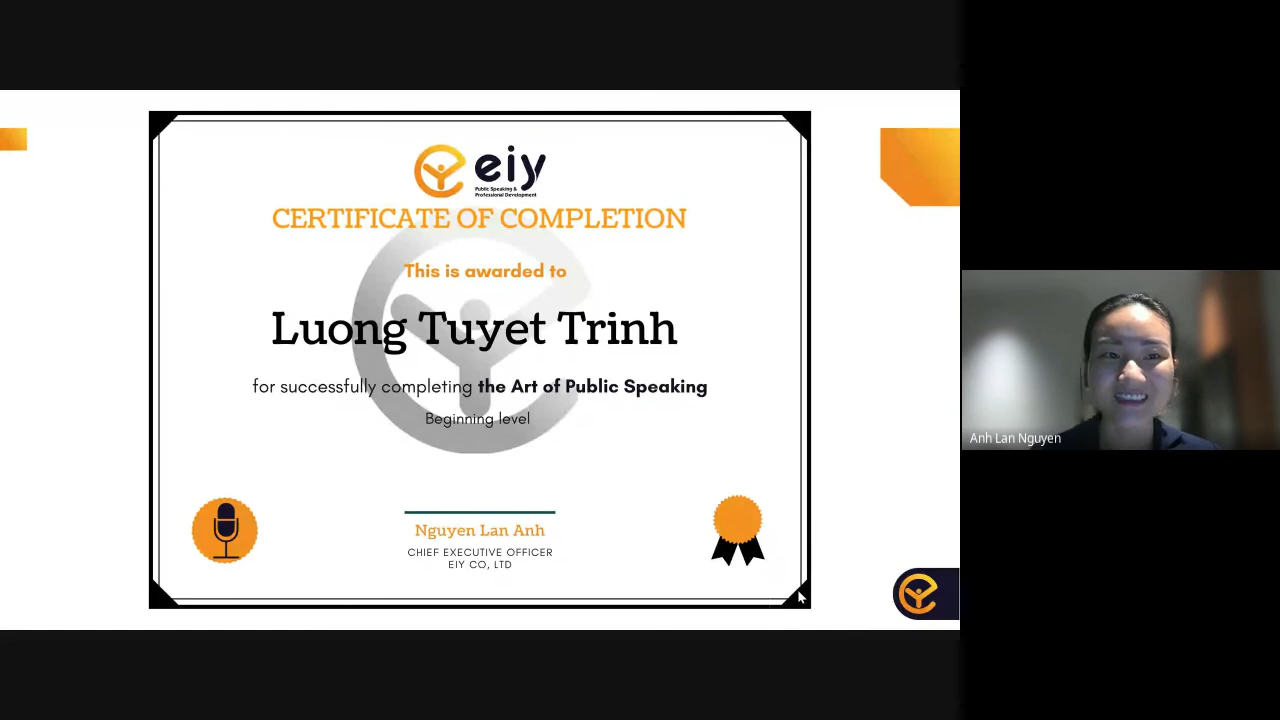 eiy
Public Speaking &
Professional Development
CERTIFICATE OF COMPLETION
This is awarded to
Luong Tuyet Trinh
for successfully completing the Art of Public Speaking
Beginning level
Nguyen Lan Anh
CHIEF EXECUTIVE OFFICER
EIY CO, LTD
Anh Lan Nguyen